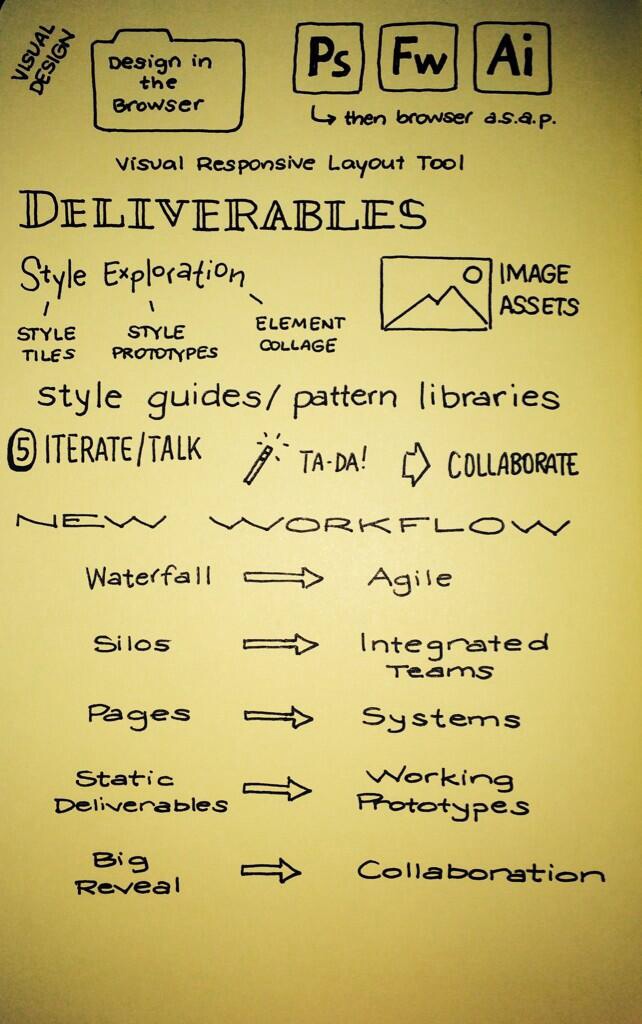 VISUAL
DESIGN
Design in
the
Browser
Ps Fw Ai
then browser a.s.a.p.
Visual Responsive Layout Tool
DELIVERABLES
Style Exploration
STYLE
TILES
STYLE
PROTOTYPES
ELEMENT
COLLAGE
IMAGE
ASSETS
style guides/ pattern libraries
5 ITERATE/TALK
TA-DA!
COLLABORATE
NEW WORKFLOW
Waterfall Agile
Silos Integrated
Teams
Pages Systems
Static
Deliverables
Working
Prototypes
Big
Reveal
Collaboration